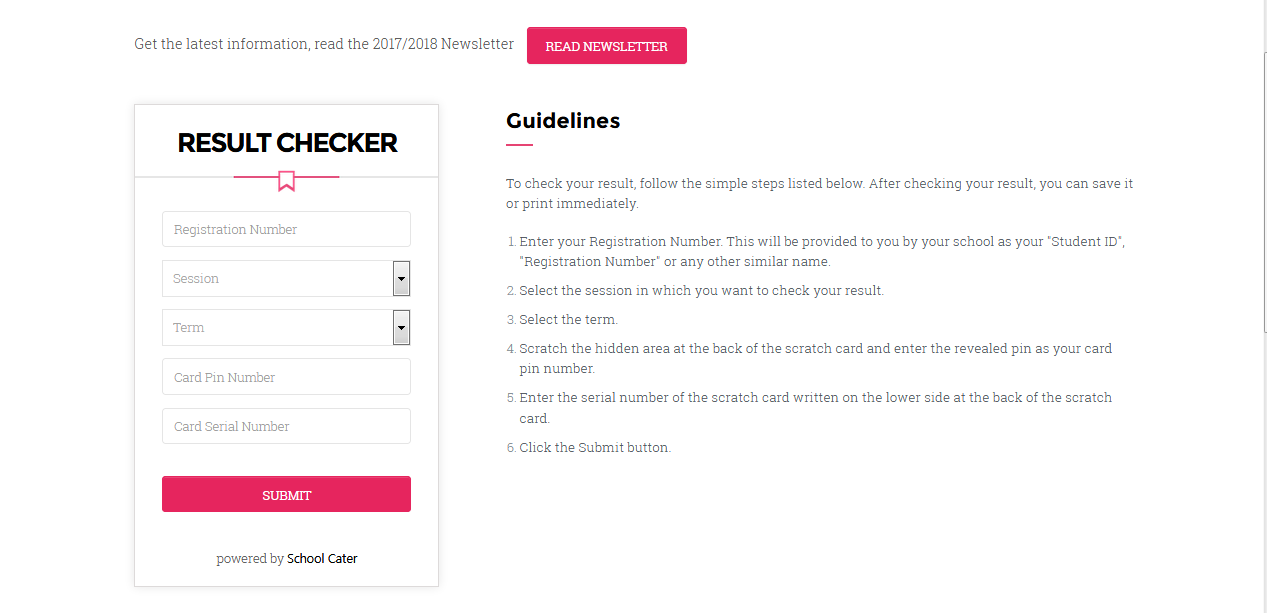 Get the latest information, read the 2017/2018 Newsletter
READ NEWSLETTER
RESULT CHECKER
Registration Number
Session
Term
Card Pin Number
Card Serial Number
SUBMIT
powered by School Cater
Guidelines
To check your result, follow the simple steps listed below. After checking your result, you can save it
or print immediately.
1. Enter your Registration Number. This will be provided to you by your school as your "Student ID",
"Registration Number" or any other similar name.
2. Select the session in which you want to check your result.
3. Select the term.
4. Scratch the hidden area at the back of the scratch card and enter the revealed pin as your card
pin number.
5. Enter the serial number of the scratch card written on the lower side at the back of the scratch
card.
6. Click the Submit button.